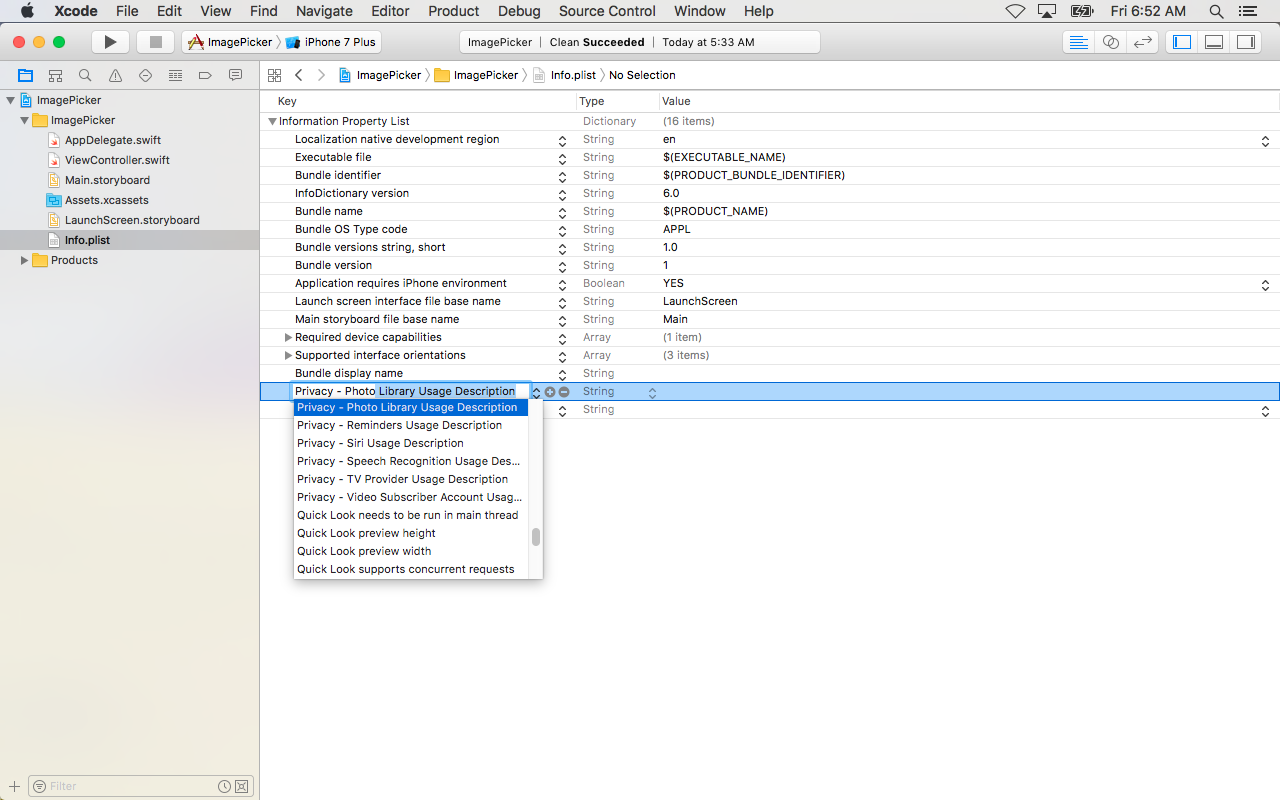 Xcode File Edit View Find Navigate Editor Product Debug Source Control Window Help Fri 6:52 AM
ImagePicker iPhone 7 Plus ImagePicker | Clean Succeeded | Today at 5:33 AM
ImagePicker ImagePicker Info.plist No Selection
ImagePicker
ImagePicker
AppDelegate.swift
ViewController.swift
Main.storyboard
Assets.xcassets
LaunchScreen.storyboard
Info.plist
Products
Filter
Key Type Value
Information Property List Dictionary (16 items)
Localization native development region String en
Executable file String $(EXECUTABLE_NAME)
Bundle identifier String $(PRODUCT_BUNDLE_IDENTIFIER)
InfoDictionary version String 6.0
Bundle name String $(PRODUCT_NAME)
Bundle OS Type code String APPL
Bundle versions string, short String 1.0
Bundle version String 1
Application requires iPhone environment Boolean YES
Launch screen interface file base name String LaunchScreen
Main storyboard file base name String Main
Required device capabilities Array (1 item)
Supported interface orientations Array (3 items)
Bundle display name String
Privacy - Photo Library Usage Description String
String
Privacy - Photo Library Usage Description
Privacy - Reminders Usage Description
Privacy - Siri Usage Description
Privacy - Speech Recognition Usage Des...
Privacy - TV Provider Usage Description
Privacy - Video Subscriber Account Usag...
Quick Look needs to be run in main thread
Quick Look preview height
Quick Look preview width
Quick Look supports concurrent requests